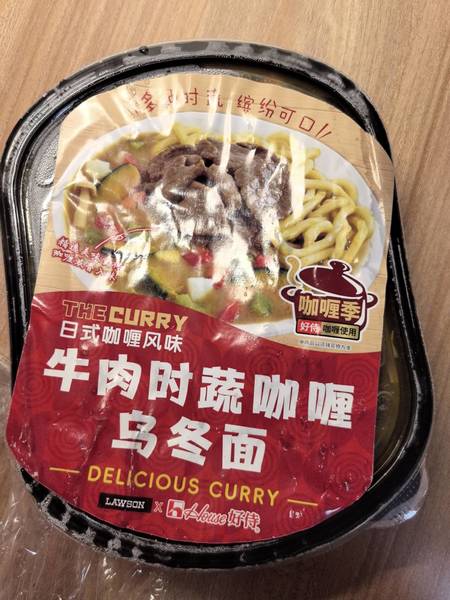 时蔬 缤纷可口
咖喱季
好侍 咖喱使用
THE CURRY
日式咖喱风味
牛肉时蔬咖喱
乌冬面
DELICIOUS CURRY
LAWSON × House 好侍